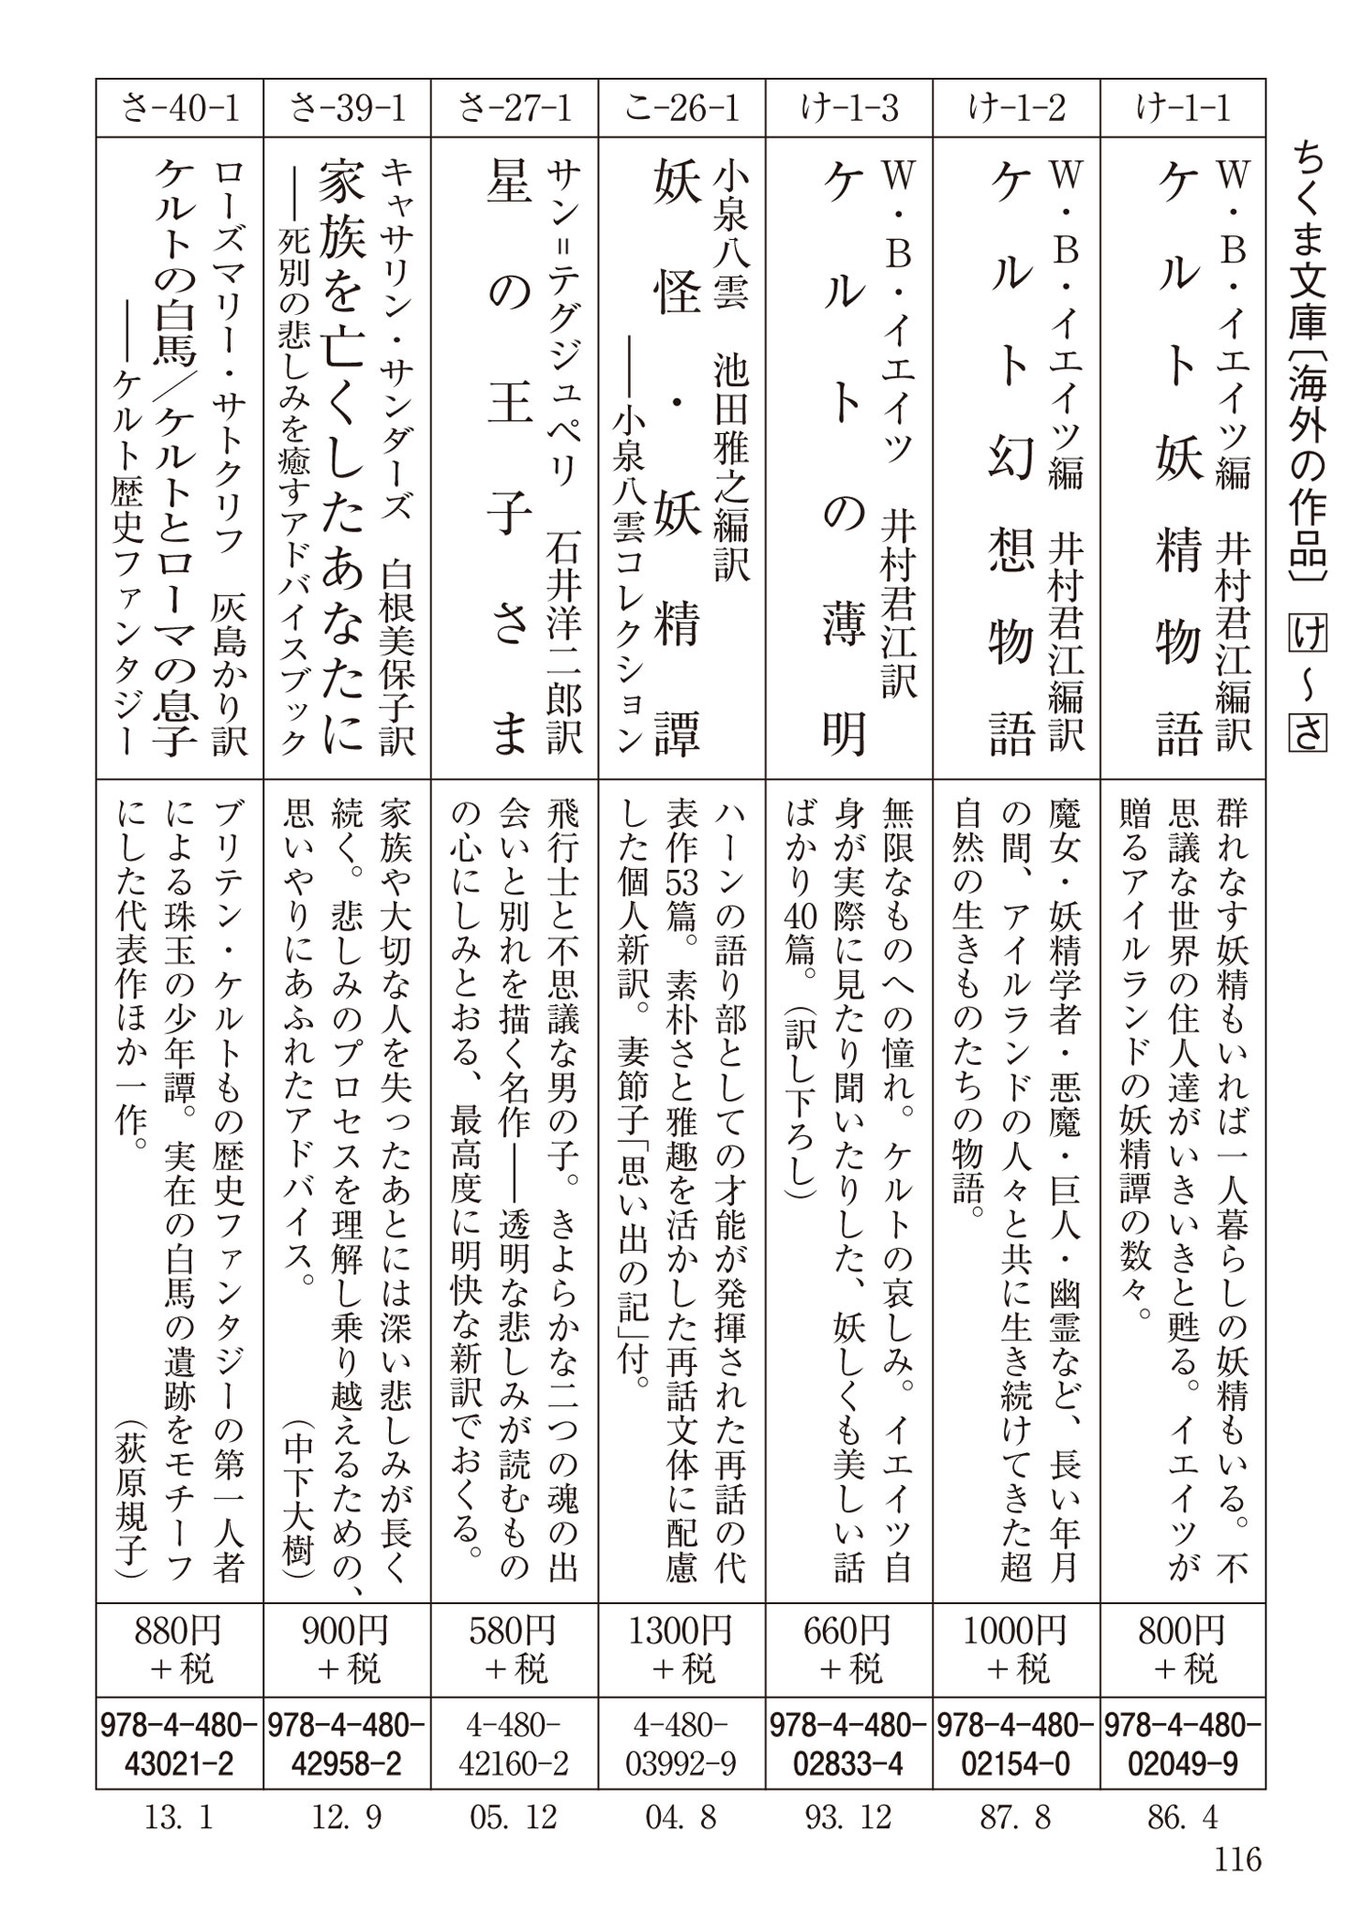 ちくま文庫〔海外の作品〕 け〜さ
け-1-1
W・B・イエイツ編 井村君江編訳
ケルト妖精物語
群れなす妖精もいれば一人暮らしの妖精もいる。不
思議な世界の住人達がいきいきと甦る。イエイツが
贈るアイルランドの妖精譚の数々。
800円
+税
978-4-480-
02049-9
86. 4
け-1-2
W・B・イエイツ編 井村君江編訳
ケルト幻想物語
魔女・妖精学者・悪魔・巨人・幽霊など、長い年月
の間、アイルランドの人々と共に生き続けてきた超
自然の生きものたちの物語。
1000円
+税
978-4-480-
02154-0
87. 8
け-1-3
W・B・イエイツ 井村君江訳
ケルトの薄明
無限なものへの憧れ。ケルトの哀しみ。イエイツ自
身が実際に見たり聞いたりした、妖しくも美しい話
ばかり40篇。(訳し下ろし)
660円
+税
978-4-480-
02833-4
93. 12
こ-26-1
小泉八雲 池田雅之編訳
妖怪・妖精譚
――小泉八雲コレクション
ハーンの語り部としての才能が発揮された再話の代
表作53篇。素朴さと雅趣を活かした再話文体に配慮
した個人新訳。妻節子「思い出の記」付。
1300円
+税
4-480-
03992-9
04. 8
さ-27-1
サン=テグジュペリ 石井洋二郎訳
星の王子さま
飛行士と不思議な男の子。きよらかな二つの魂の出
会いと別れを描く名作――透明な悲しみが読むもの
の心にしみとおる、最高度に明快な新訳でおくる。
580円
+税
4-480-
42160-2
05. 12
さ-39-1
キャサリン・サンダーズ 白根美保子訳
家族を亡くしたあなたに
――死別の悲しみを癒すアドバイスブック
家族や大切な人を失ったあとには深い悲しみが長く
続く。悲しみのプロセスを理解し乗り越えるための、
思いやりにあふれたアドバイス。 (中下大樹)
900円
+税
978-4-480-
42958-2
12. 9
さ-40-1
ローズマリー・サトクリフ 灰島かり訳
ケルトの白馬/ケルトとローマの息子
――ケルト歴史ファンタジー
ブリテン・ケルトもの歴史ファンタジーの第一人者
による珠玉の少年譚。実在の白馬の遺跡をモチーフ
にした代表作ほか一作。 (荻原規子)
880円
+税
978-4-480-
43021-2
13. 1
116